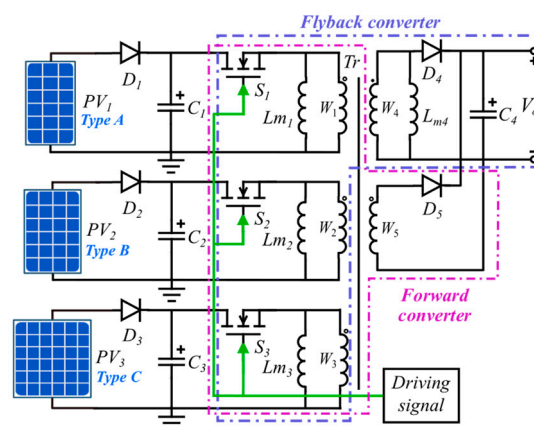 Flyback converter
D1
S1
Tr
D4
PV1
Type A
C1
Lm1
W1
W4
Lm4
C4
D2
S2
D5
PV2
Type B
C2
Lm2
W2
W5
Forward
converter
D3
S3
PV3
Type C
C3
Lm3
W3
Driving
signal